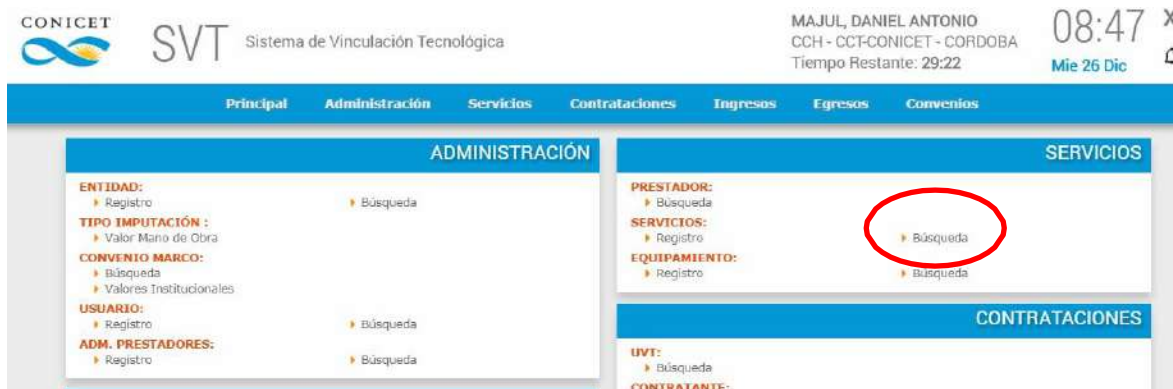 CONICET
SVT Sistema de Vinculación Tecnológica
MAJUL, DANIEL ANTONIO
CCH - CCT-CONICET - CORDOBA
Tiempo Restante: 29:22
08:47
Mie 26 Dic
Principal Administración Servicios Contrataciones Ingresos Egresos Convenios
ADMINISTRACIÓN
ENTIDAD:
Registro Búsqueda
TIPO IMPUTACIÓN :
Valor Mano de Obra
CONVENIO MARCO:
Búsqueda
Valores Institucionales
USUARIO:
Registro Búsqueda
ADM. PRESTADORES:
Registro Búsqueda
SERVICIOS
PRESTADOR:
Búsqueda
SERVICIOS:
Registro Búsqueda
EQUIPAMIENTO:
Registro Búsqueda
CONTRATACIONES
UVT:
Búsqueda
CONTRATANTE: